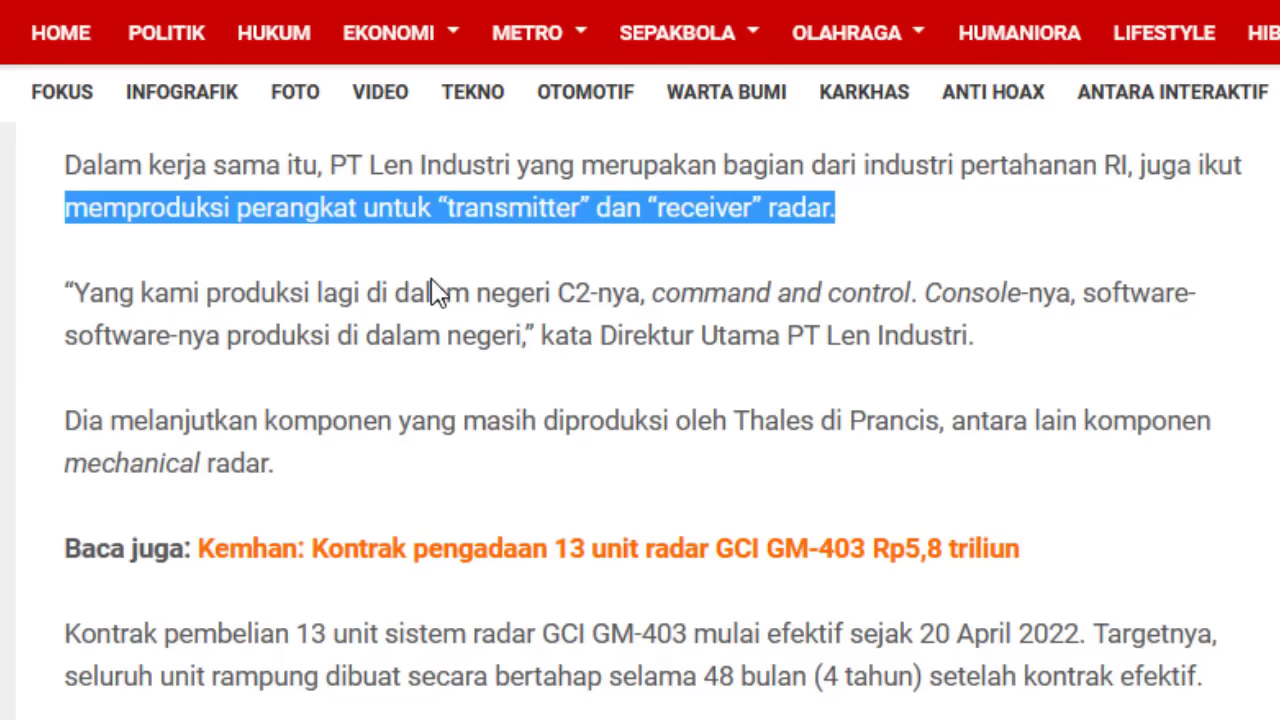 HOME POLITIK HUKUM EKONOMI METRO SEPAKBOLA OLAHRAGA HUMANIORA LIFESTYLE HIB
FOKUS INFOGRAFIK FOTO VIDEO TEKNO OTOMOTIF WARTA BUMI KARKHAS ANTI HOAX ANTARA INTERAKTIF
Dalam kerja sama itu, PT Len Industri yang merupakan bagian dari industri pertahanan RI, juga ikut
memproduksi perangkat untuk “transmitter” dan “receiver” radar.
“Yang kami produksi lagi di dalam negeri C2-nya, command and control. Console-nya, software-
software-nya produksi di dalam negeri,” kata Direktur Utama PT Len Industri.
Dia melanjutkan komponen yang masih diproduksi oleh Thales di Prancis, antara lain komponen
mechanical radar.
Baca juga: Kemhan: Kontrak pengadaan 13 unit radar GCI GM-403 Rp5,8 triliun
Kontrak pembelian 13 unit sistem radar GCI GM-403 mulai efektif sejak 20 April 2022. Targetnya,
seluruh unit rampung dibuat secara bertahap selama 48 bulan (4 tahun) setelah kontrak efektif.